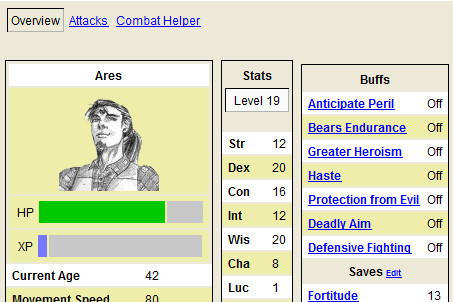 Overview Attacks Combat Helper
Ares
HP
XP
Current Age 42
Movement Speed 80
Stats
Level 19
Str 12
Dex 20
Con 16
Int 12
Wis 20
Cha 8
Luc 1
Buffs
Anticipate Peril Off
Bears Endurance Off
Greater Heroism Off
Haste Off
Protection from Evil Off
Deadly Aim Off
Defensive Fighting Off
Saves Edit
Fortitude 13